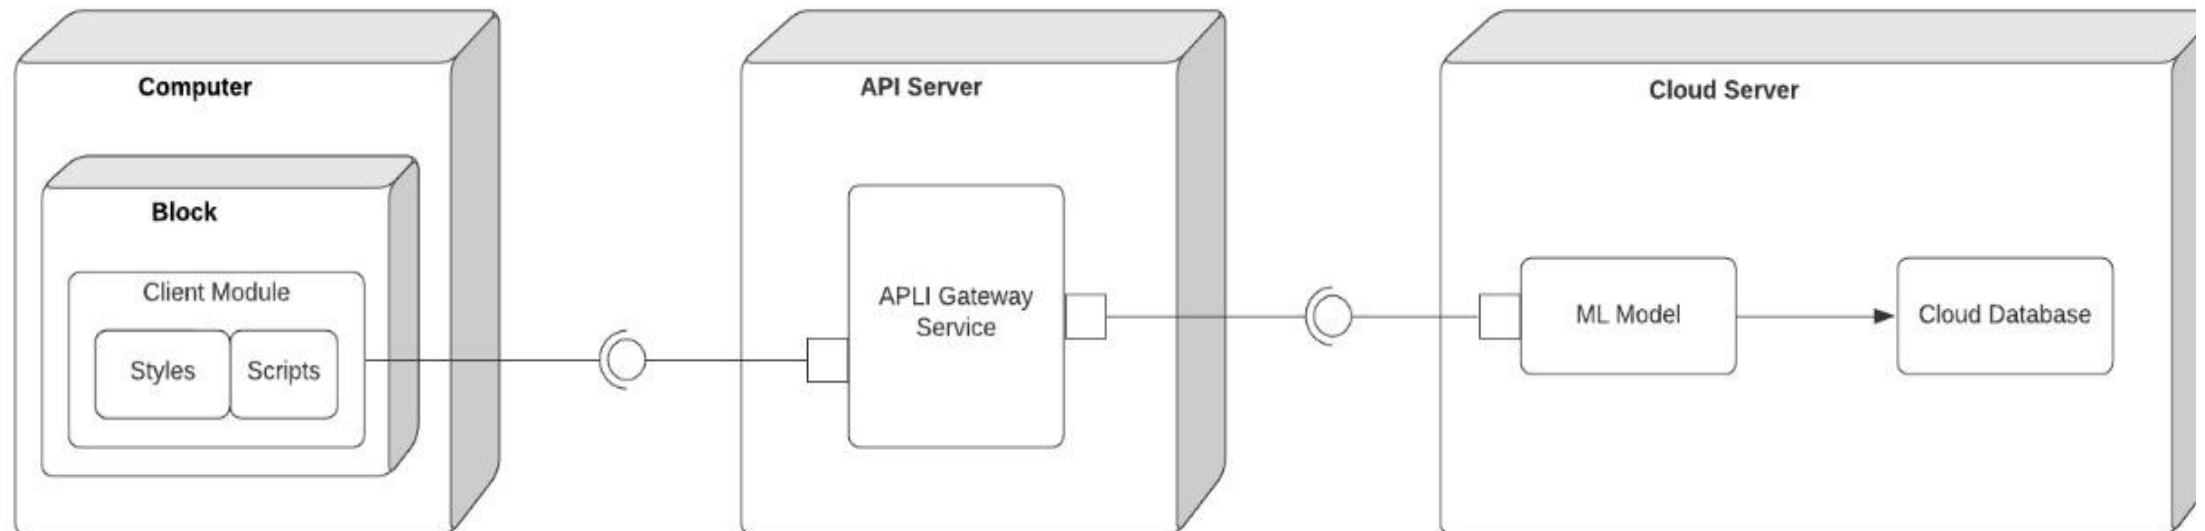 Computer
Block
Client Module
Styles
Scripts
API Server
APLI Gateway
Service
Cloud Server
ML Model
Cloud Database